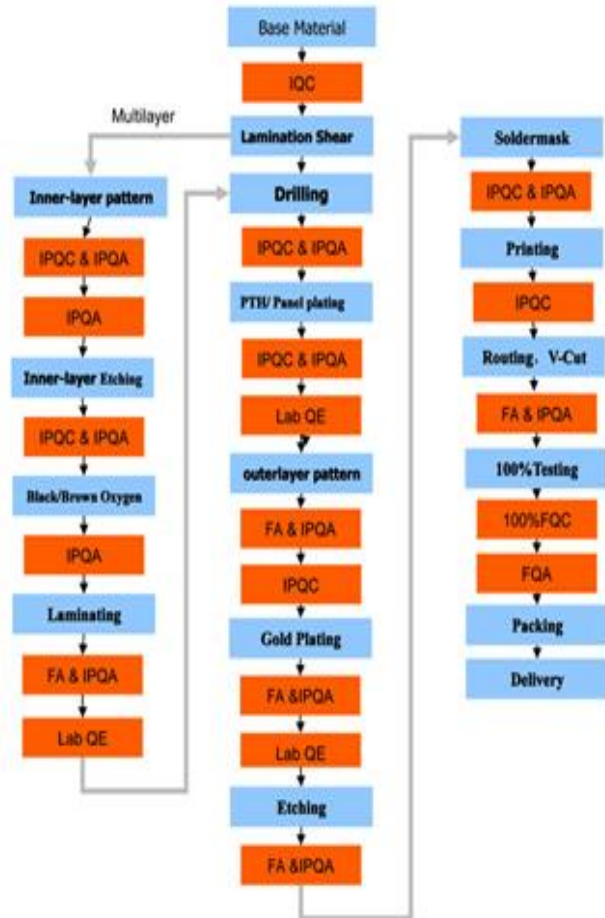 Base Material
IQC
Multilayer
Lamination Shear
Inner-layer pattern
IPQC & IPQA
IPQA
Inner-layer Etching
IPQC & IPQA
Black/Brown Oxygen
IPQA
Laminating
FA & IPQA
Lab QE
Drilling
IPQC & IPQA
PTH/ Panel plating
IPQC & IPQA
Lab QE
outerlayer pattern
FA & IPQA
IPQC
Gold Plating
FA &IPQA
Lab QE
Etching
FA &IPQA
Soldermask
IPQC & IPQA
Printing
IPQC
Routing，V-Cut
FA & IPQA
100%Testing
100%FQC
FQA
Packing
Delivery